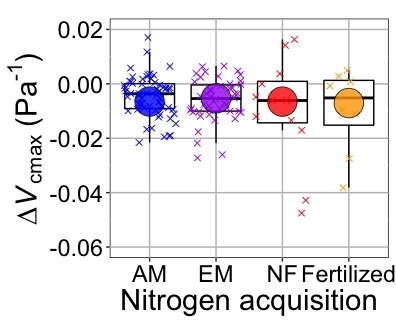 ΔVcmax (Pa⁻¹)
0.02
0.00
-0.02
-0.04
-0.06
AM EM NF Fertilized
Nitrogen acquisition